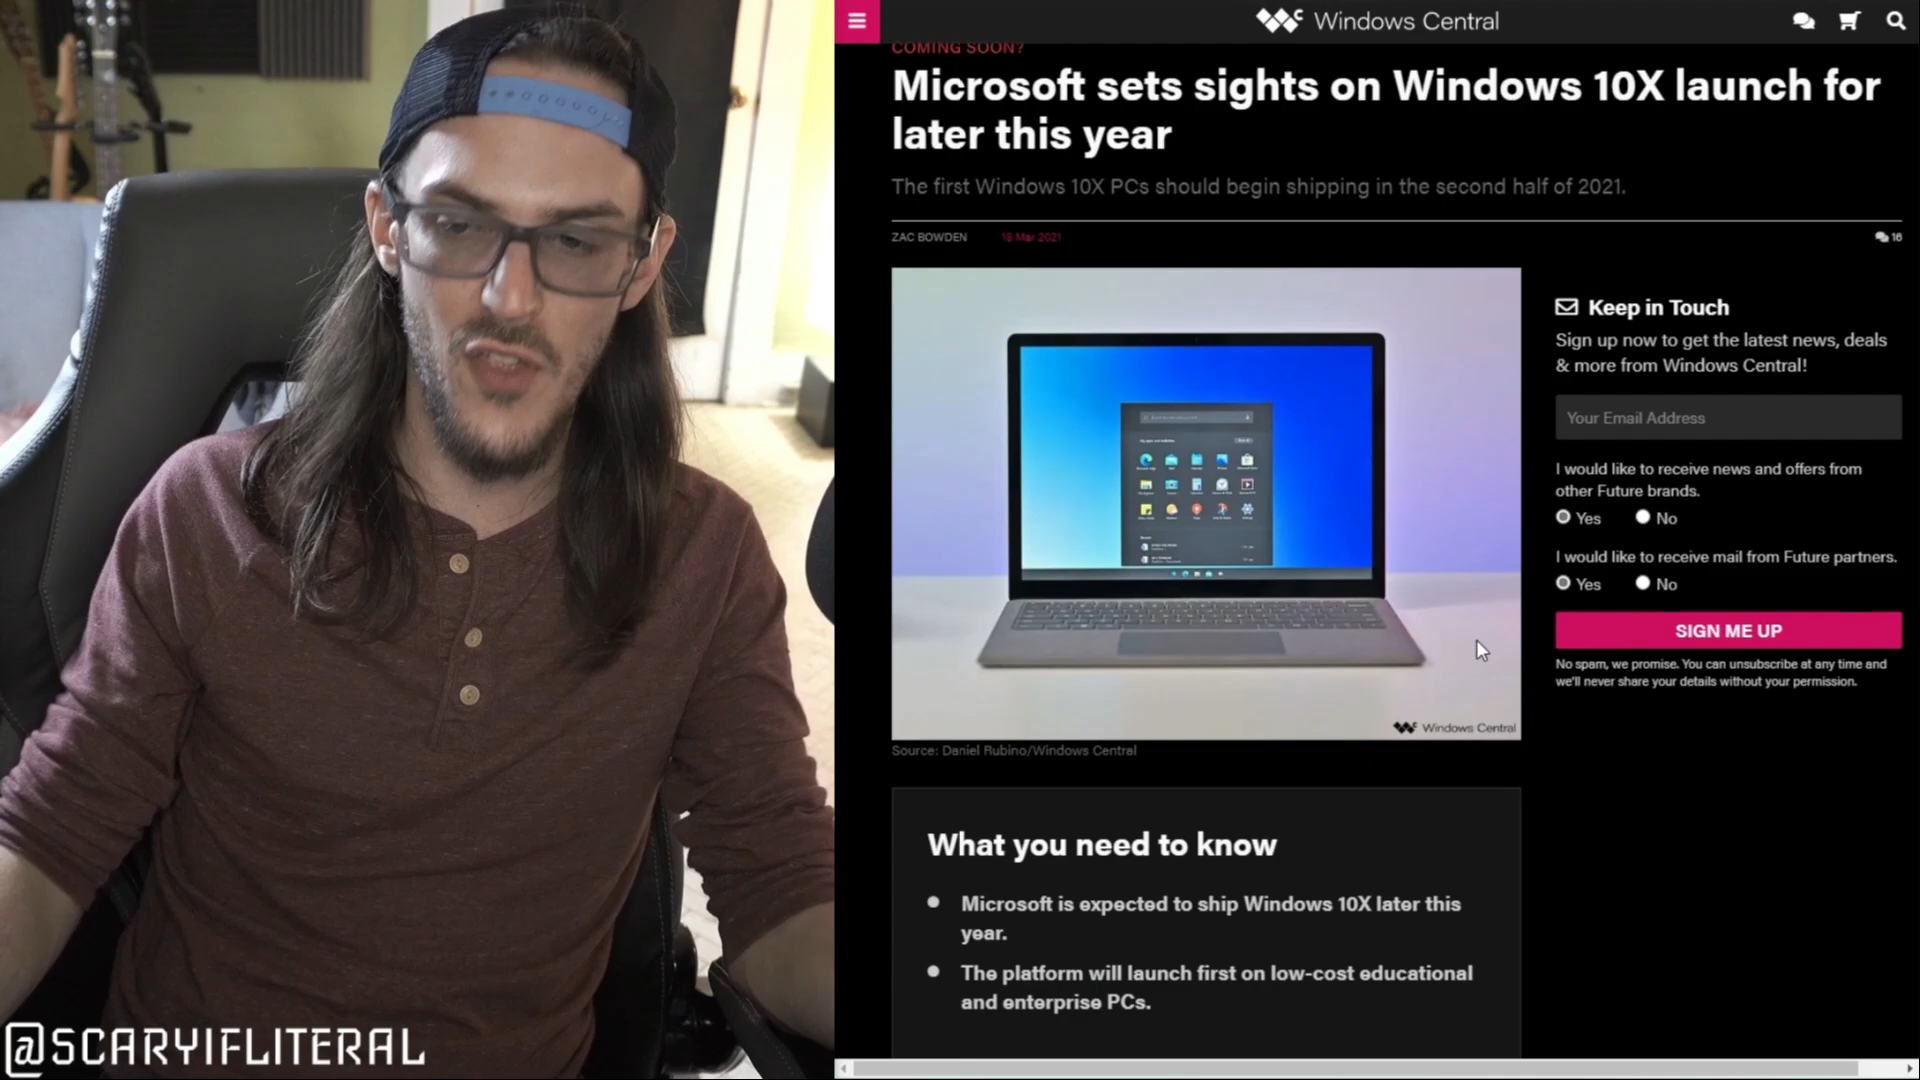 Windows Central
COMING SOON?
Microsoft sets sights on Windows 10X launch for
later this year
The first Windows 10X PCs should begin shipping in the second half of 2021.
ZAC BOWDEN 18 Mar 2021
16
Keep in Touch
Sign up now to get the latest news, deals
& more from Windows Central!
Your Email Address
I would like to receive news and offers from
other Future brands.
Yes No
I would like to receive mail from Future partners.
Yes No
SIGN ME UP
No spam, we promise. You can unsubscribe at any time and
we'll never share your details without your permission.
Windows Central
Source: Daniel Rubino/Windows Central
What you need to know
Microsoft is expected to ship Windows 10X later this
year.
The platform will launch first on low-cost educational
and enterprise PCs.
@SCARYIFLITERAL